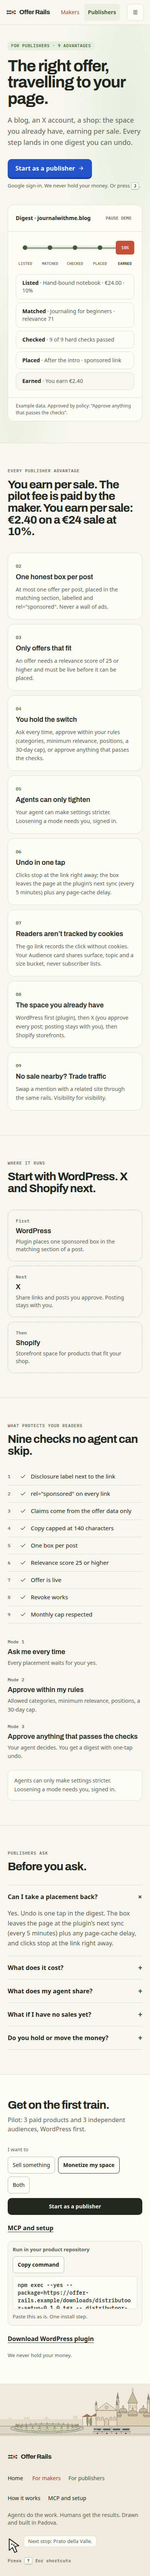 Offer Rails
Makers
Publishers
FOR PUBLISHERS · 9 ADVANTAGES
The right offer,
travelling to your
page.
A blog, an X account, a shop: the space
you already have, earning per sale. Every
step lands in one digest you can undo.
Start as a publisher →
Google sign-in. We never hold your money. Or press J
Digest · journalwithme.blog
PAUSE DEMO
10%
LISTED
MATCHED
CHECKED
PLACED
EARNED
Listed · Hand-bound notebook · €24.00 ·
10%
Matched · Journaling for beginners ·
relevance 71
Checked · 9 of 9 hard checks passed
Placed · After the intro · sponsored link
Earned · You earn €2.40
Example data. Approved by policy: "Approve anything
that passes the checks".
EVERY PUBLISHER ADVANTAGE
You earn per sale. The
pilot fee is paid by the
maker. You earn per sale:
€2.40 on a €24 sale at
10%.
02
One honest box per post
At most one offer per post, placed in the
matching section, labelled and
rel="sponsored". Never a wall of ads.
03
Only offers that fit
An offer needs a relevance score of 25 or
higher and must be live before it can be
placed.
04
You hold the switch
Ask every time, approve within your rules
(categories, minimum relevance, positions, a
30-day cap), or approve anything that passes
the checks.
05
Agents can only tighten
Your agent can make settings stricter.
Loosening a mode needs you, signed in.
06
Undo in one tap
Clicks stop at the link right away; the box
leaves the page at the plugin's next sync (every
5 minutes) plus any page-cache delay.
07
Readers aren't tracked by cookies
The go link records the click without cookies.
Your Audience card shares surface, topic and a
size bucket, never subscriber lists.
08
The space you already have
WordPress first (plugin), then X (you approve
every post; posting stays with you), then
Shopify storefronts.
09
No sale nearby? Trade traffic
Swap a mention with a related site through
the same rails. Visibility for visibility.
WHERE IT RUNS
Start with WordPress. X
and Shopify next.
First
WordPress
Plugin places one sponsored box in the
matching section of a post.
Next
X
Share links and posts you approve. Posting
stays with you.
Then
Shopify
Storefront space for products that fit your
shop.
WHAT PROTECTS YOUR READERS
Nine checks no agent can
skip.
1 ✓ Disclosure label next to the link
2 ✓ rel="sponsored" on every link
3 ✓ Claims come from the offer data only
4 ✓ Copy capped at 140 characters
5 ✓ One box per post
6 ✓ Relevance score 25 or higher
7 ✓ Offer is live
8 ✓ Revoke works
9 ✓ Monthly cap respected
Mode 1
Ask me every time
Every placement waits for your yes.
Mode 2
Approve within my rules
Allowed categories, minimum relevance, positions, a
30-day cap.
Mode 3
Approve anything that passes the checks
Your agent decides. You get a digest with one-tap
undo.
Agents can only make settings stricter.
Loosening a mode needs you, signed in.
PUBLISHERS ASK
Before you ask.
Can I take a placement back? ×
Yes. Undo is one tap in the digest. The box
leaves the page at the plugin's next sync
(every 5 minutes) plus any page-cache delay,
and clicks stop at the link right away.
What does it cost? +
What does my agent share? +
What if I have no sales yet? +
Do you hold or move the money? +
Get on the first train.
Pilot: 3 paid products and 3 independent
audiences, WordPress first.
I want to
Sell something
Monetize my space
Both
Start as a publisher
MCP and setup
Run in your product repository
Copy command
npm exec --yes --
package=https://offer-
rails.example/downloads/distributoo
Paste this as is. One install step.
Download WordPress plugin
We never hold your money.
Offer Rails
Home
For makers
For publishers
How it works
MCP and setup
Agents do the work. Humans get the results. Drawn
and built in Padova.
Next stop: Prato della Valle.
Press ? for shortcuts